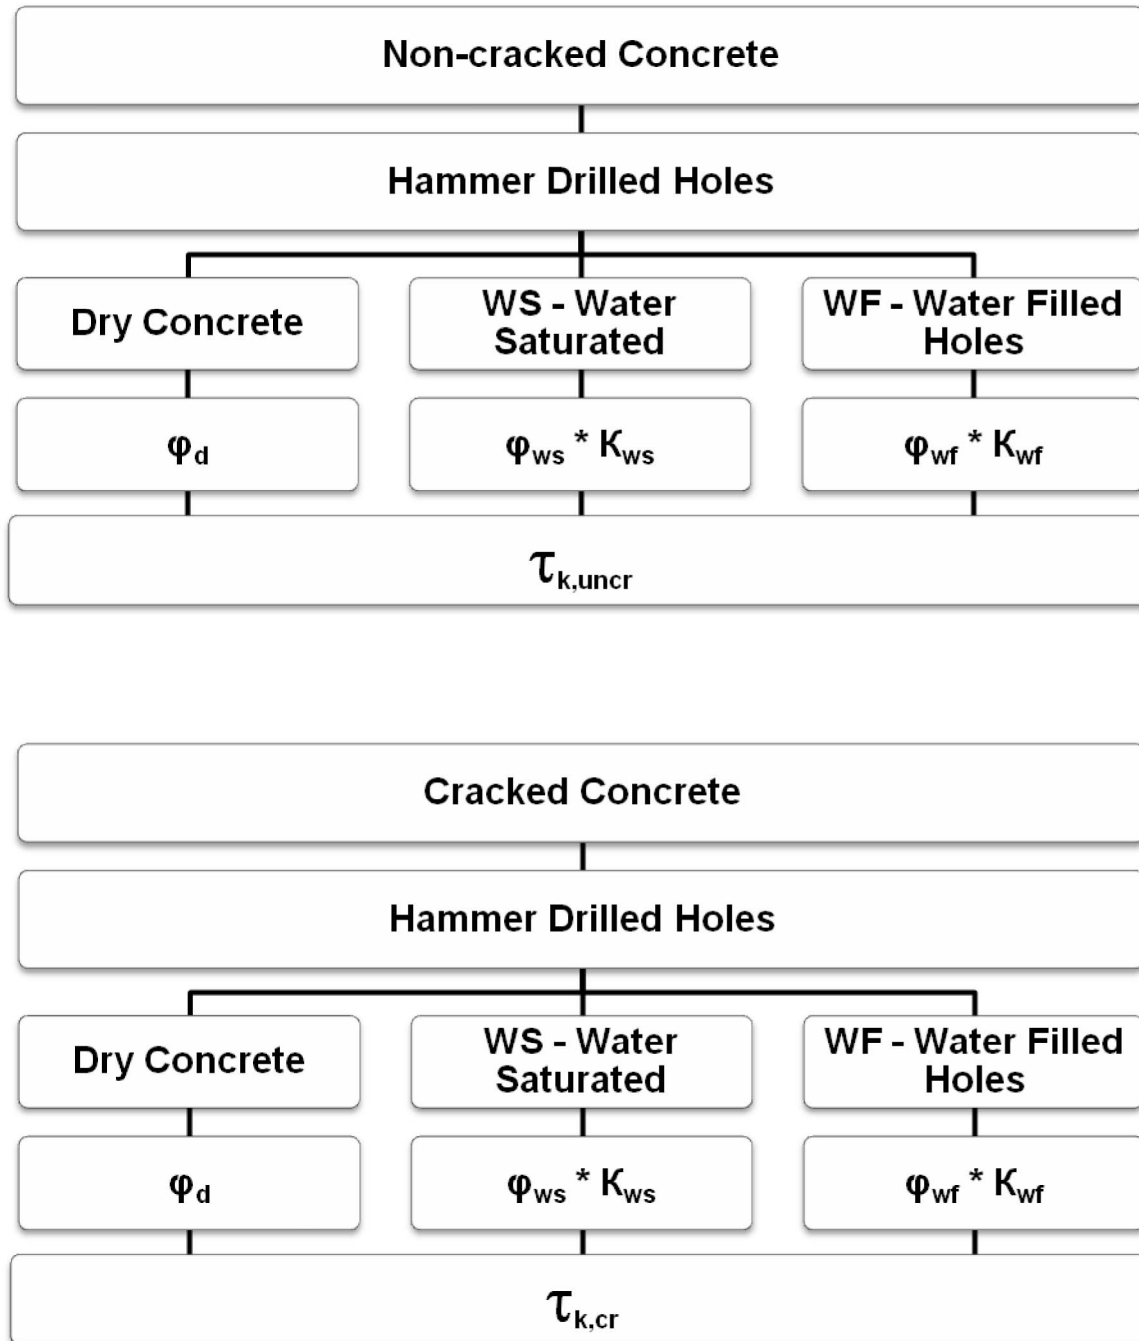 Non-cracked Concrete
Hammer Drilled Holes
Dry Concrete
WS - Water
Saturated
WF - Water Filled
Holes
φd
φws * Kws
φwf * Kwf
τk,uncr
Cracked Concrete
Hammer Drilled Holes
Dry Concrete
WS - Water
Saturated
WF - Water Filled
Holes
φd
φws * Kws
φwf * Kwf
τk,cr